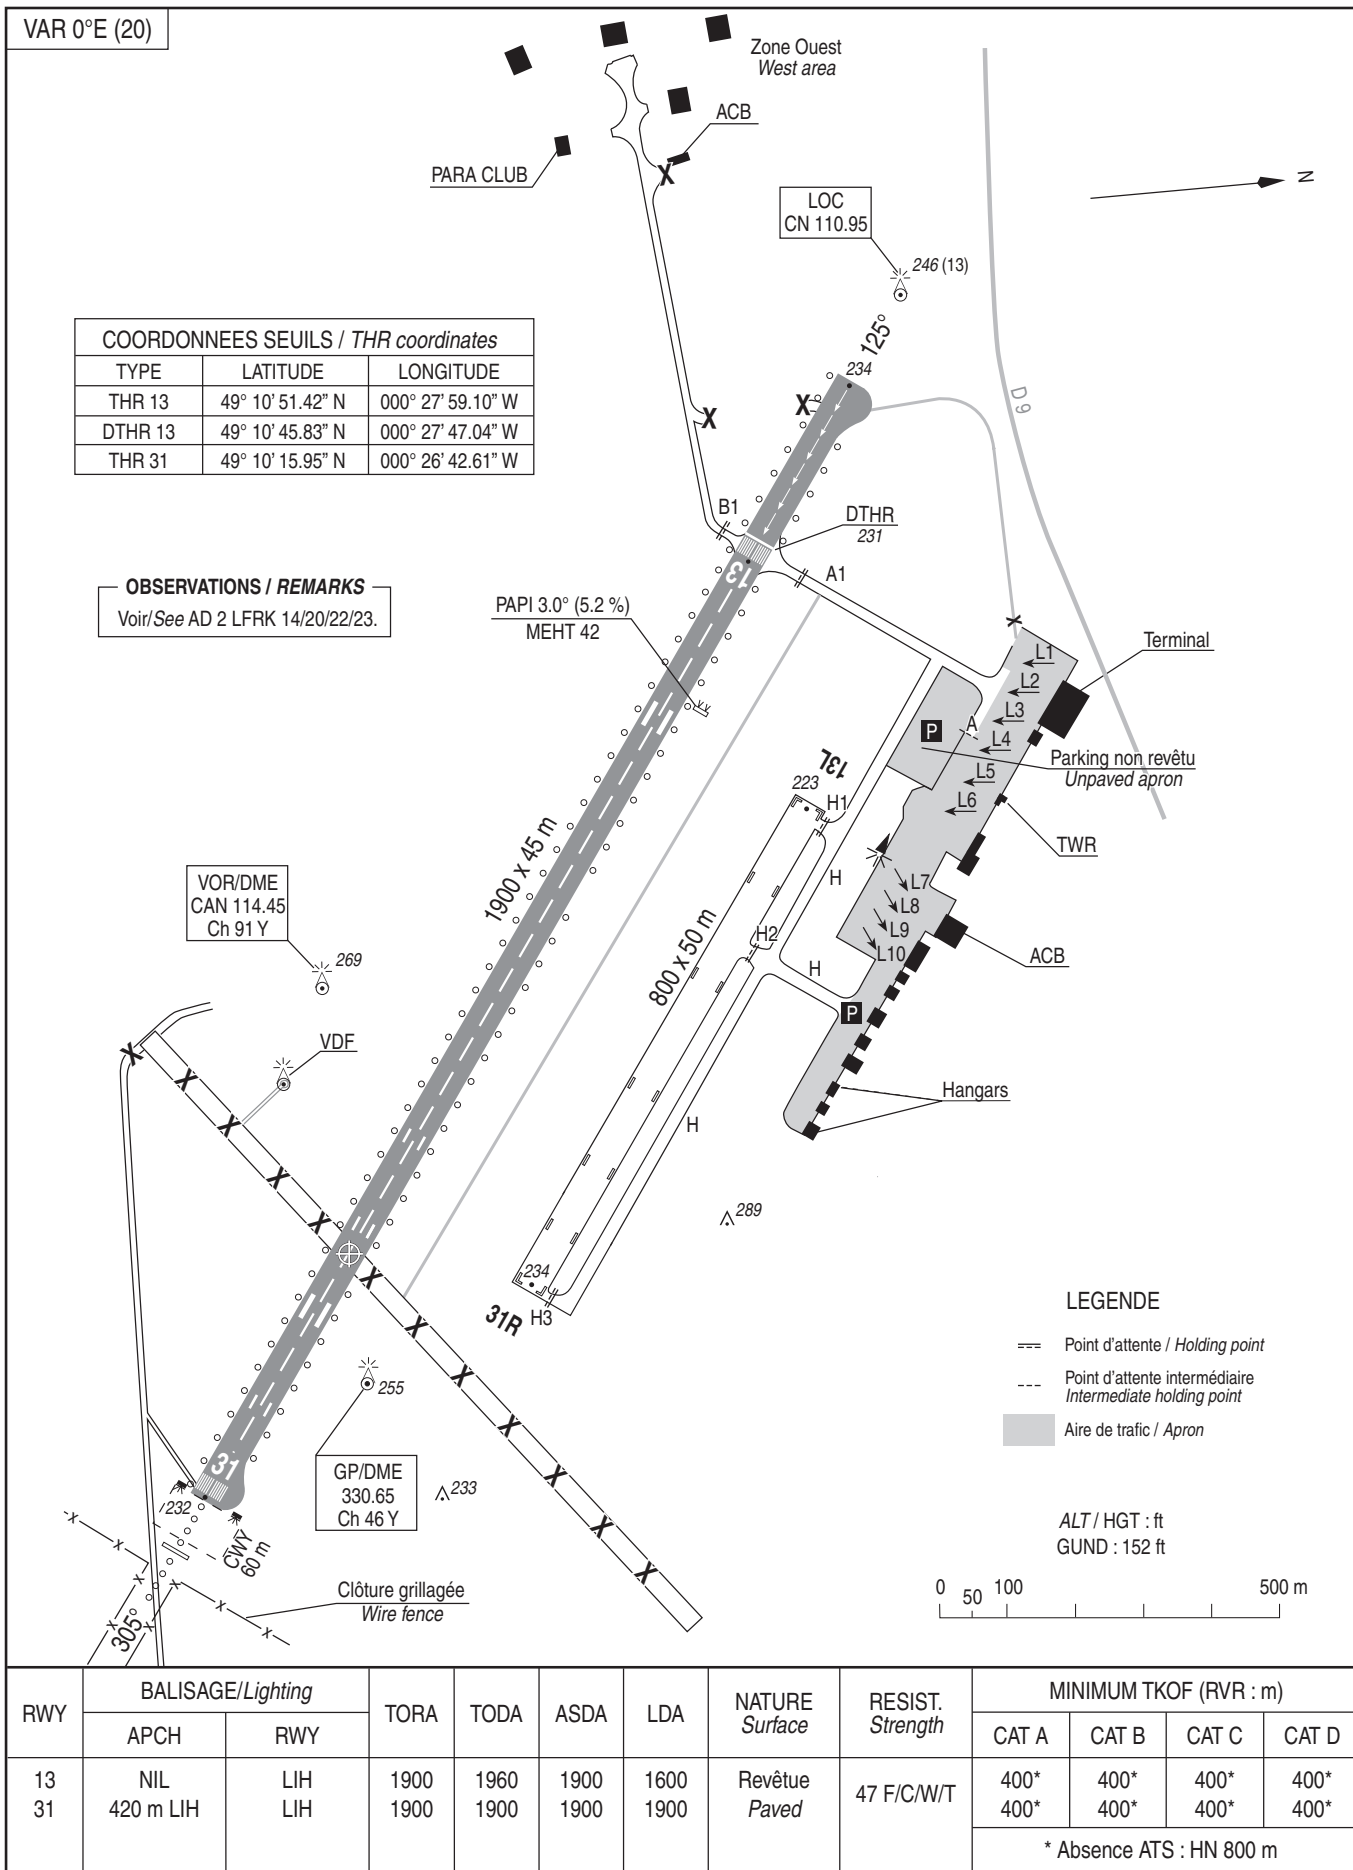 VAR 0°E (20)
Zone Ouest
West area
ACB
PARA CLUB
X
N
LOC
CN 110.95
246 (13)
125°
234
D 9
COORDONNEES SEUILS / THR coordinates
TYPE LATITUDE LONGITUDE
THR 13 49° 10’ 51.42” N 000° 27’ 59.10” W
DTHR 13 49° 10’ 45.83” N 000° 27’ 47.04” W
THR 31 49° 10’ 15.95” N 000° 26’ 42.61” W
X
X
B1
DTHR
231
13
A1
OBSERVATIONS / REMARKS
Voir/See AD 2 LFRK 14/20/22/23.
PAPI 3.0° (5.2 %)
MEHT 42
X
Terminal
L1
L2
L3
A
L4
L5
L6
P
Parking non revêtu
Unpaved apron
TWR
13L
223
H1
H
L7
L8
L9
L10
H2
H
ACB
P
Hangars
1900 x 45 m
800 x 50 m
VOR/DME
CAN 114.45
Ch 91 Y
269
VDF
X
X
X
X
X
H
289
234
31R
H3
X
X
X
X
X
X
X
255
GP/DME
330.65
Ch 46 Y
233
31
232
CWY
60 m
305°
x
x
x
x
x
x
x
x
x
Clôture grillagée
Wire fence
LEGENDE
Point d’attente / Holding point
Point d’attente intermédiaire
Intermediate holding point
Aire de trafic / Apron
ALT / HGT : ft
GUND : 152 ft
0 50 100 500 m
RWY BALISAGE/Lighting TORA TODA ASDA LDA NATURE RESIST. MINIMUM TKOF (RVR : m)
Surface Strength
APCH RWY CAT A CAT B CAT C CAT D
13 NIL LIH 1900 1960 1900 1600 Revêtue 47 F/C/W/T 400* 400* 400* 400*
31 420 m LIH LIH 1900 1900 1900 1900 Paved 400* 400* 400* 400*
* Absence ATS : HN 800 m